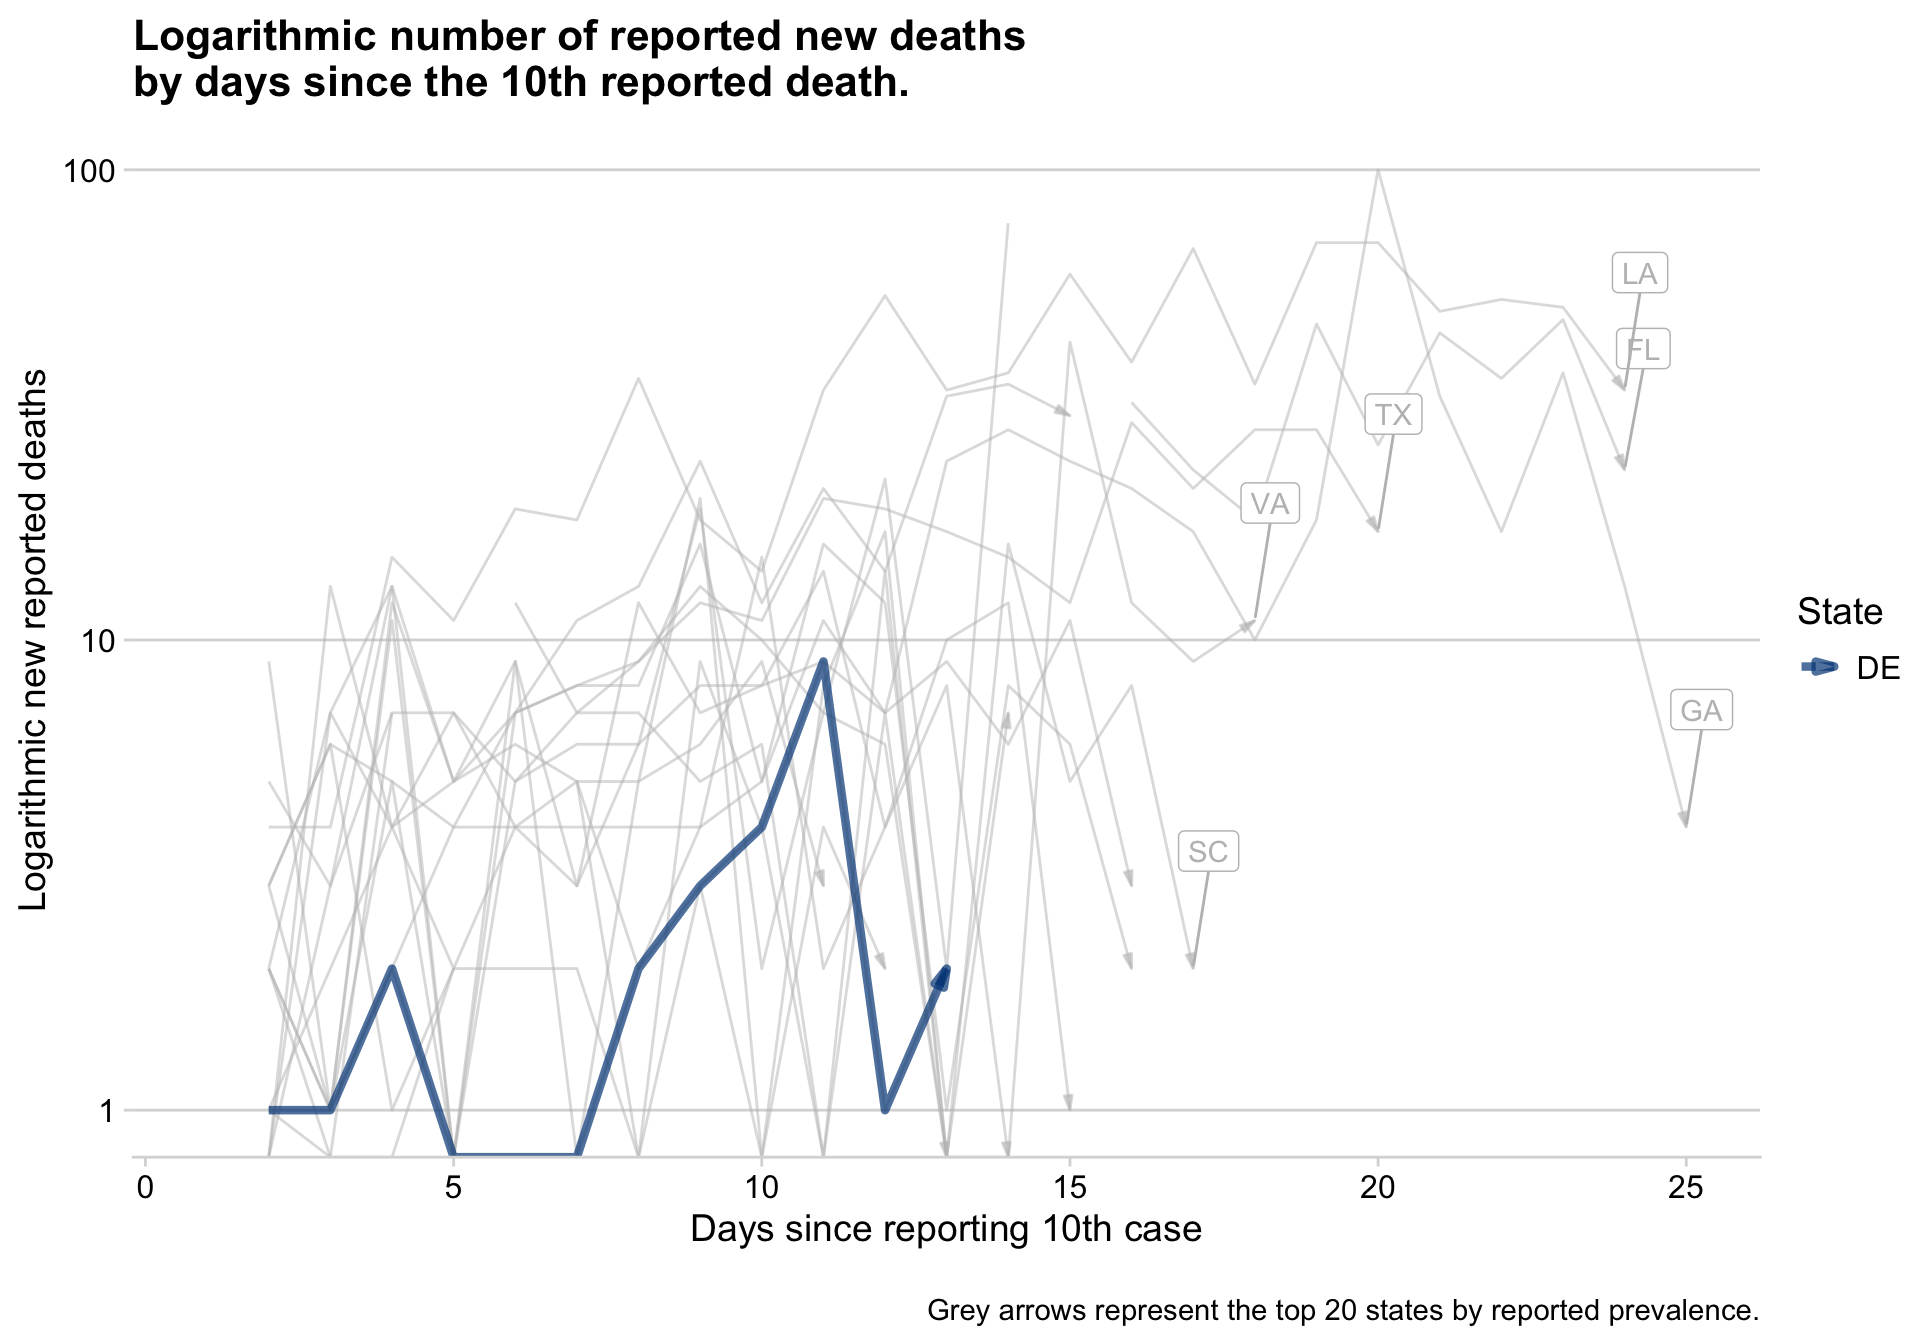 Logarithmic number of reported new deaths
by days since the 10th reported death.
Logarithmic new reported deaths
100
10
1
LA
FL
TX
VA
GA
SC
State
DE
0 5 10 15 20 25
Days since reporting 10th case
Grey arrows represent the top 20 states by reported prevalence.